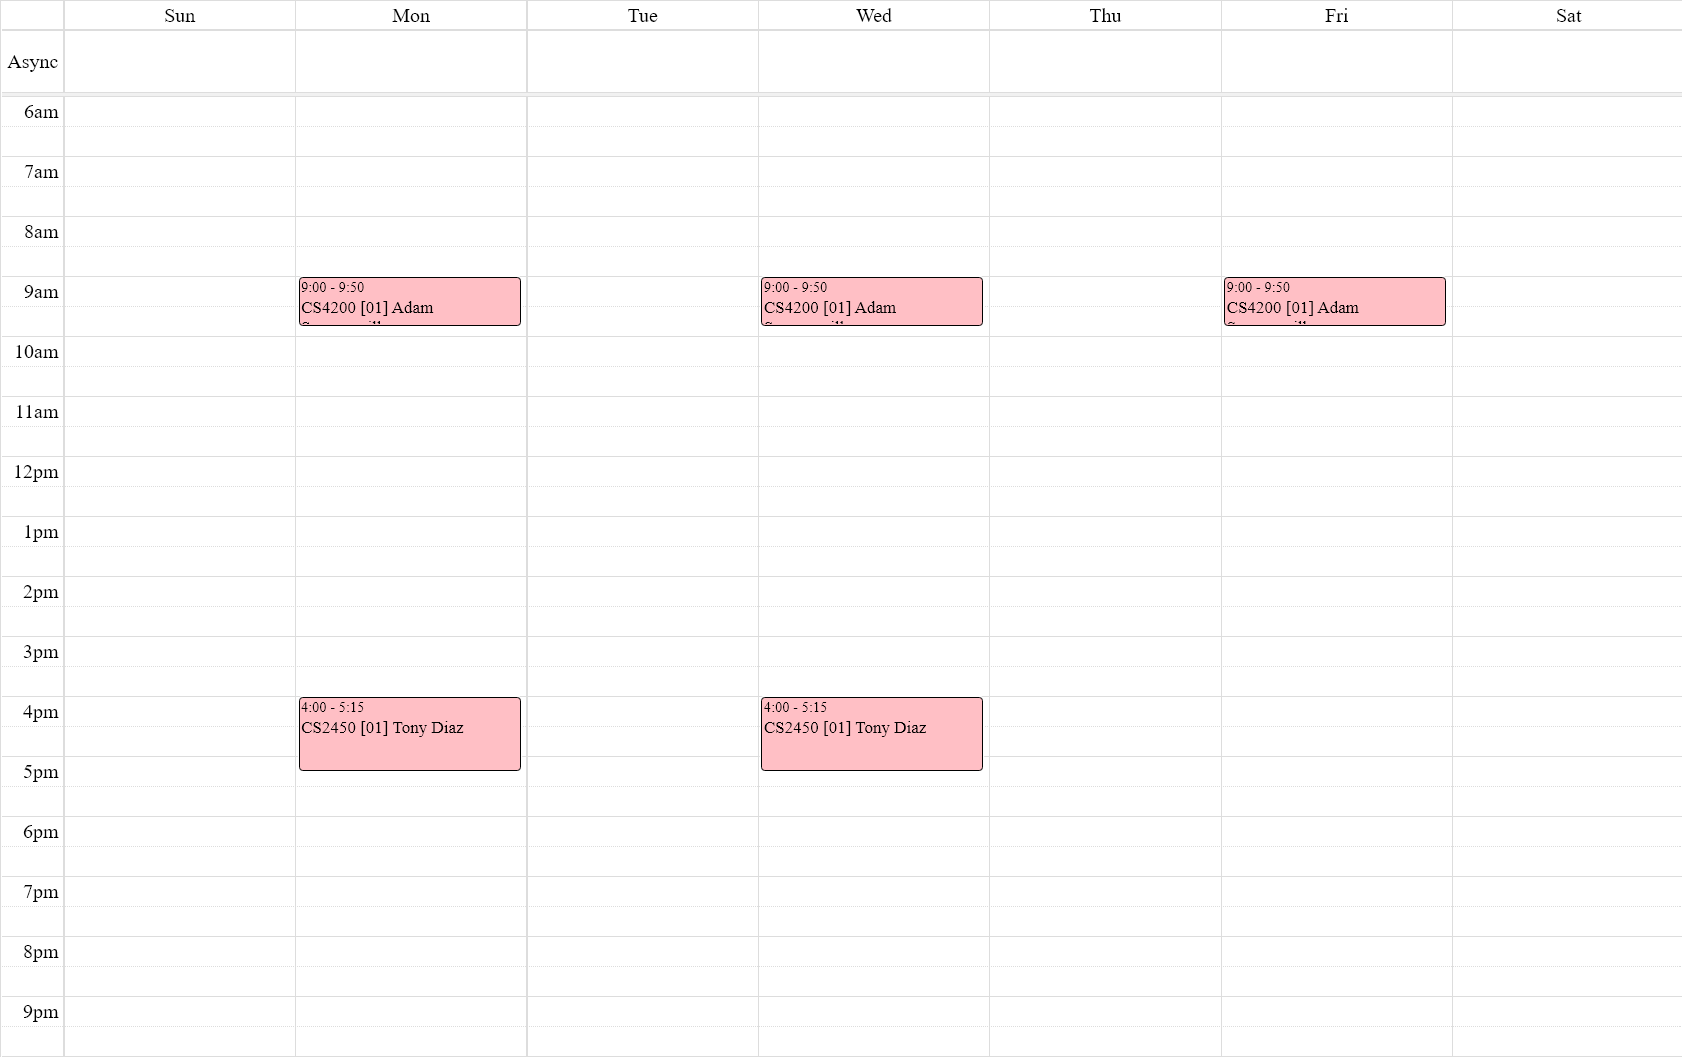 Sun Mon Tue Wed Thu Fri Sat
Async
6am
7am
8am
9am
9:00 - 9:50
CS4200 [01] Adam
9:00 - 9:50
CS4200 [01] Adam
9:00 - 9:50
CS4200 [01] Adam
10am
11am
12pm
1pm
2pm
3pm
4pm
4:00 - 5:15
CS2450 [01] Tony Diaz
4:00 - 5:15
CS2450 [01] Tony Diaz
5pm
6pm
7pm
8pm
9pm